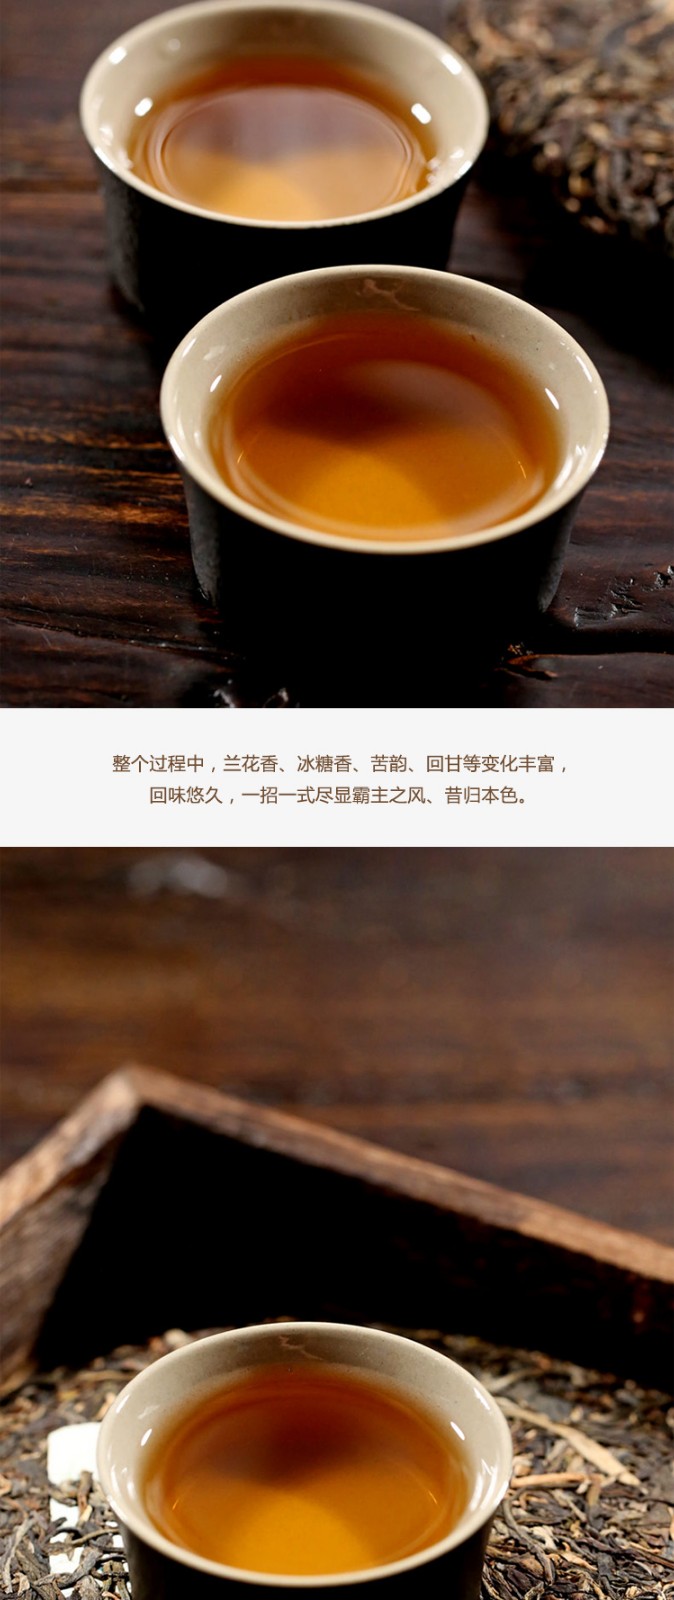 整个过程中，兰花香、冰糖香、苦韵、回甘等变化丰富，
回味悠久，一招一式尽显霸主之风、昔归本色。